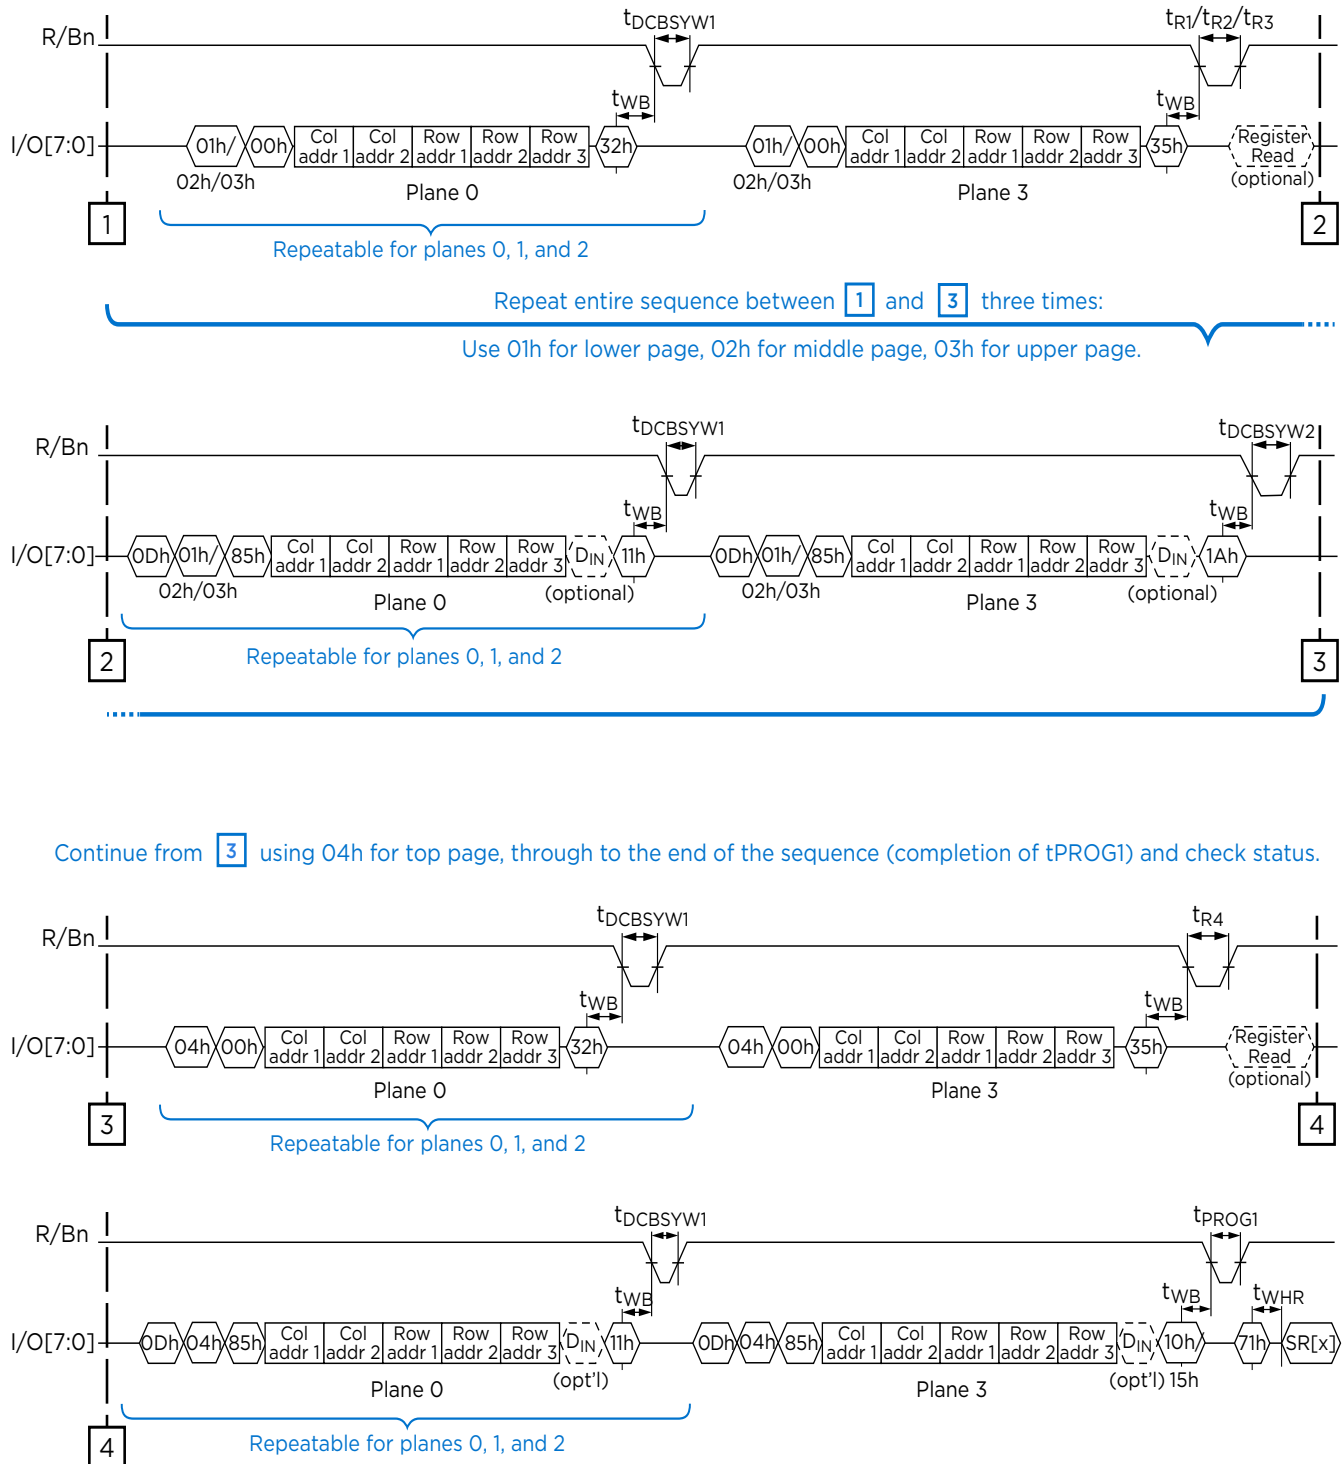 tDCBSYW1 tR1/tR2/tR3
R/Bn
tWB tWB
I/O[7:0] 01h/ 00h Col addr 1 Col addr 2 Row addr 1 Row addr 2 Row addr 3 32h 01h/ 00h Col addr 1 Col addr 2 Row addr 1 Row addr 2 Row addr 3 35h Register Read
02h/03h Plane 0 02h/03h Plane 3 (optional)
1 2
Repeatable for planes 0, 1, and 2
Repeat entire sequence between 1 and 3 three times:
Use 01h for lower page, 02h for middle page, 03h for upper page.
tDCBSYW1 tDCBSYW2
R/Bn
tWB tWB
I/O[7:0] 0Dh 01h/ 85h Col addr 1 Col addr 2 Row addr 1 Row addr 2 Row addr 3 DIN 11h 0Dh 01h/ 85h Col addr 1 Col addr 2 Row addr 1 Row addr 2 Row addr 3 DIN 1Ah
02h/03h Plane 0 (optional) 02h/03h Plane 3 (optional)
2 3
Repeatable for planes 0, 1, and 2
Continue from 3 using 04h for top page, through to the end of the sequence (completion of tPROG1) and check status.
tDCBSYW1 tR4
R/Bn
tWB tWB
I/O[7:0] 04h 00h Col addr 1 Col addr 2 Row addr 1 Row addr 2 Row addr 3 32h 04h 00h Col addr 1 Col addr 2 Row addr 1 Row addr 2 Row addr 3 35h Register Read
Plane 0 Plane 3 (optional)
3 4
Repeatable for planes 0, 1, and 2
tDCBSYW1 tPROG1
R/Bn
tWB tWB tWHR
I/O[7:0] 0Dh 04h 85h Col addr 1 Col addr 2 Row addr 1 Row addr 2 Row addr 3 DIN 11h 0Dh 04h 85h Col addr 1 Col addr 2 Row addr 1 Row addr 2 Row addr 3 DIN 10h/ 71h SR[x]
Plane 0 (opt'l) Plane 3 (opt'l) 15h
4
Repeatable for planes 0, 1, and 2